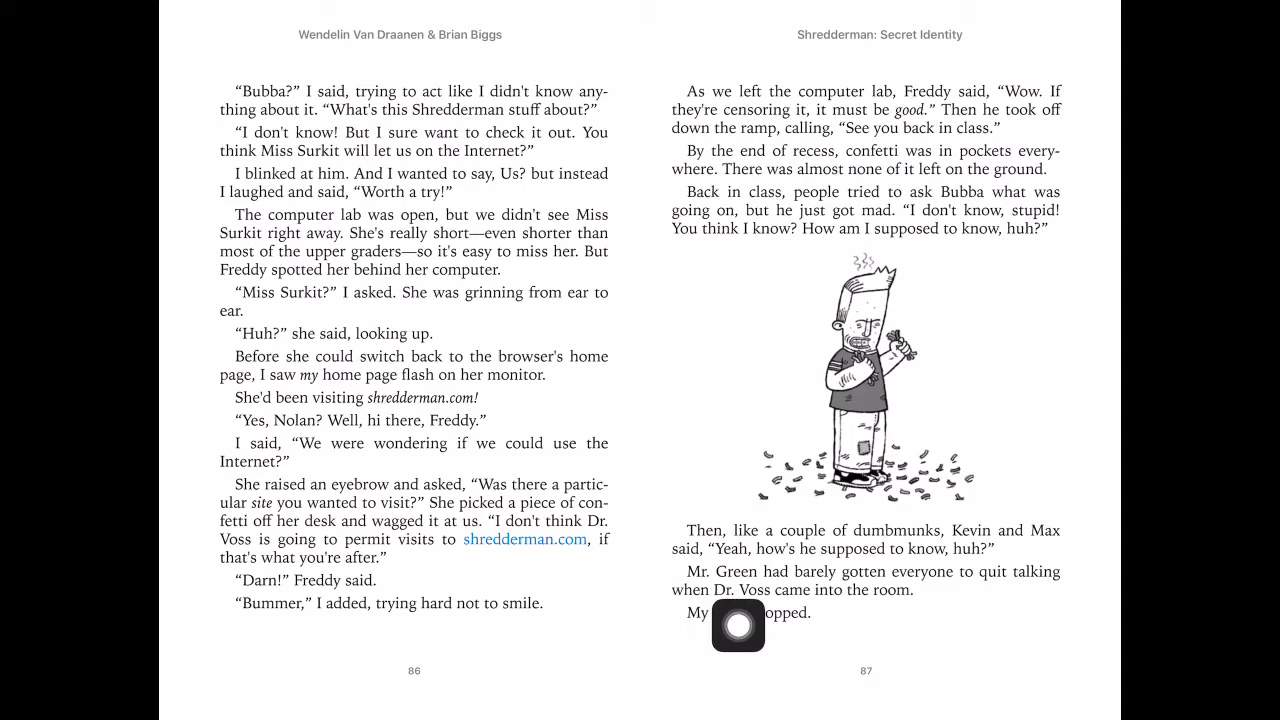 Wendelin Van Draanen & Brian Biggs
“Bubba?” I said, trying to act like I didn't know any-
thing about it. “What's this Shredderman stuff about?”
“I don't know! But I sure want to check it out. You
think Miss Surkit will let us on the Internet?”
I blinked at him. And I wanted to say, Us? but instead
I laughed and said, “Worth a try!”
The computer lab was open, but we didn't see Miss
Surkit right away. She's really short—even shorter than
most of the upper graders—so it's easy to miss her. But
Freddy spotted her behind her computer.
“Miss Surkit?” I asked. She was grinning from ear to
ear.
“Huh?” she said, looking up.
Before she could switch back to the browser's home
page, I saw my home page flash on her monitor.
She'd been visiting shredderman.com!
“Yes, Nolan? Well, hi there, Freddy.”
I said, “We were wondering if we could use the
Internet?”
She raised an eyebrow and asked, “Was there a partic-
ular site you wanted to visit?” She picked a piece of con-
fetti off her desk and wagged it at us. “I don't think Dr.
Voss is going to permit visits to shredderman.com, if
that's what you're after.”
“Darn!” Freddy said.
“Bummer,” I added, trying hard not to smile.
86
Shredderman: Secret Identity
As we left the computer lab, Freddy said, “Wow. If
they're censoring it, it must be good.” Then he took off
down the ramp, calling, “See you back in class.”
By the end of recess, confetti was in pockets every-
where. There was almost none of it left on the ground.
Back in class, people tried to ask Bubba what was
going on, but he just got mad. “I don't know, stupid!
You think I know? How am I supposed to know, huh?”
Then, like a couple of dumbmunks, Kevin and Max
said, “Yeah, how's he supposed to know, huh?”
Mr. Green had barely gotten everyone to quit talking
when Dr. Voss came into the room.
My
87